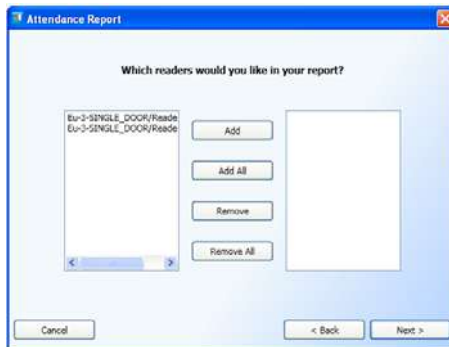 Attendance Report
Which readers would you like in your report?
Eu-3-SINGLE_DOOR/Reade
Eu-3-SINGLE_DOOR/Reade
Add
Add All
Remove
Remove All
Cancel
< Back
Next >